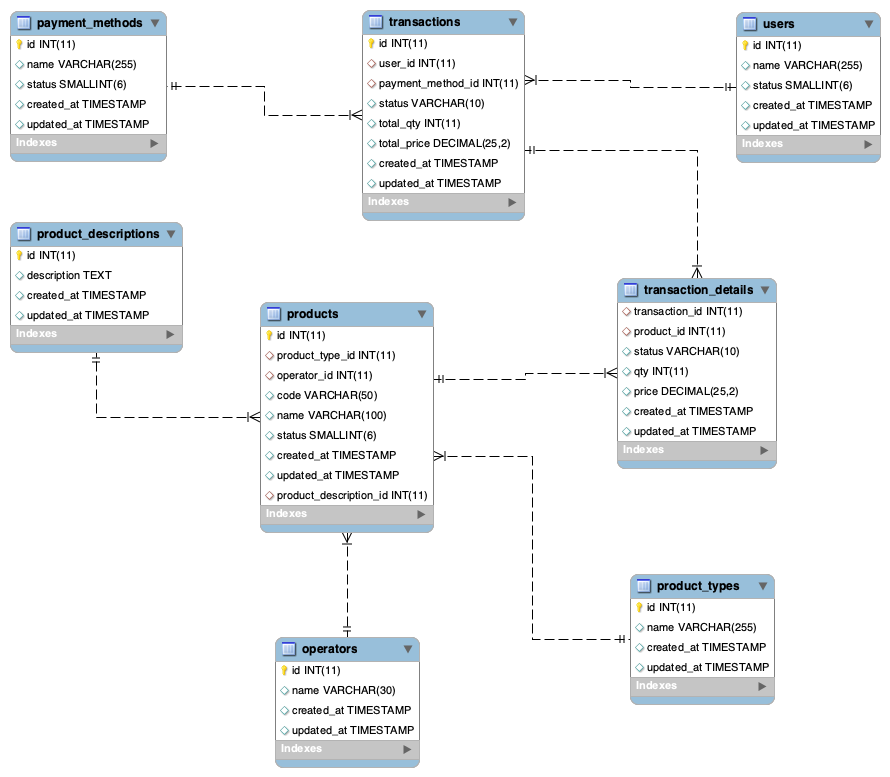 payment_methods
id INT(11)
name VARCHAR(255)
status SMALLINT(6)
created_at TIMESTAMP
updated_at TIMESTAMP
Indexes
transactions
id INT(11)
user_id INT(11)
payment_method_id INT(11)
status VARCHAR(10)
total_qty INT(11)
total_price DECIMAL(25,2)
created_at TIMESTAMP
updated_at TIMESTAMP
Indexes
users
id INT(11)
name VARCHAR(255)
status SMALLINT(6)
created_at TIMESTAMP
updated_at TIMESTAMP
Indexes
product_descriptions
id INT(11)
description TEXT
created_at TIMESTAMP
updated_at TIMESTAMP
Indexes
products
id INT(11)
product_type_id INT(11)
operator_id INT(11)
code VARCHAR(50)
name VARCHAR(100)
status SMALLINT(6)
created_at TIMESTAMP
updated_at TIMESTAMP
product_description_id INT(11)
Indexes
transaction_details
transaction_id INT(11)
product_id INT(11)
status VARCHAR(10)
qty INT(11)
price DECIMAL(25,2)
created_at TIMESTAMP
updated_at TIMESTAMP
Indexes
operators
id INT(11)
name VARCHAR(30)
created_at TIMESTAMP
updated_at TIMESTAMP
Indexes
product_types
id INT(11)
name VARCHAR(255)
created_at TIMESTAMP
updated_at TIMESTAMP
Indexes